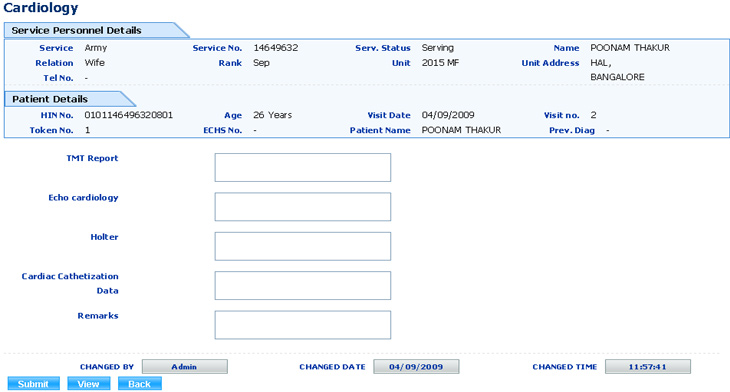 Cardiology
Service Personnel Details
Service Army Service No. 14649632 Serv. Status Serving Name POONAM THAKUR
Relation Wife Rank Sep Unit 2015 MF Unit Address HAL,
Tel No. - BANGALORE
Patient Details
HIN No. 0101146496320801 Age 26 Years Visit Date 04/09/2009 Visit no. 2
Token No. 1 ECHS No. - Patient Name POONAM THAKUR Prev. Diag -
TMT Report
Echo cardiology
Holter
Cardiac Cathetization
Data
Remarks
CHANGED BY Admin CHANGED DATE 04/09/2009 CHANGED TIME 11:57:41
Submit View Back